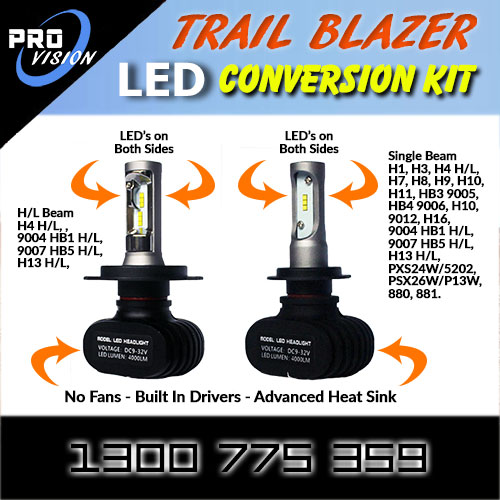 PRO
VISION
TRAIL BLAZER
LED CONVERSION KIT
LED's on
Both Sides
LED's on
Both Sides
H/L Beam
H4 H/L, ,
9004 HB1 H/L,
9007 HB5 H/L,
H13 H/L,
Single Beam
H1, H3, H4 H/L,
H7, H8, H9, H10,
H11, HB3 9005,
HB4 9006, H10,
9012, H16,
9004 HB1 H/L,
9007 HB5 H/L,
H13 H/L,
PXS24W/5202,
PSX26W/P13W,
880, 881.
MODEL LED HEADLIGHT
VOLTAGE: DC9-32V
LED LUMEN: 4000LM
MODEL LED HEADLIGHT
VOLTAGE: DC9-32V
LED LUMEN: 4000LM
No Fans - Built In Drivers - Advanced Heat Sink
1300 775 359